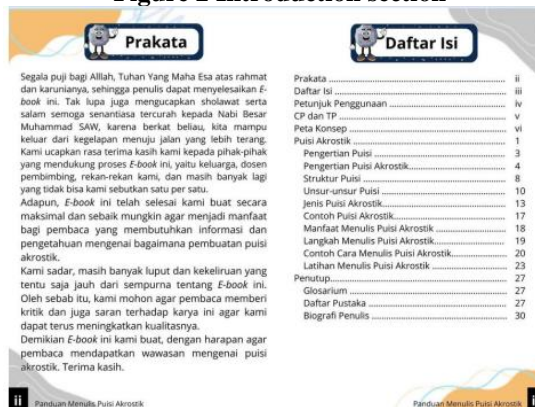 Prakata
Segala puji bagi Alllah, Tuhan Yang Maha Esa atas rahmat
dan karunianya, sehingga penulis dapat menyelesaikan E-
book ini. Tak lupa juga mengucapkan sholawat serta
salam semoga senantiasa tercurah kepada Nabi Besar
Muhammad SAW, karena berkat beliau, kita mampu
keluar dari kegelapan menuju jalan yang lebih terang.
Kami ucapkan rasa terima kasih kami kepada pihak-pihak
yang mendukung proses E-book ini, yaitu keluarga, dosen
pembimbing, rekan-rekan kami, dan masih banyak lagi
yang tidak bisa kami sebutkan satu per satu.
Adapun, E-book ini telah selesai kami buat secara
maksimal dan sebaik mungkin agar menjadi manfaat
bagi pembaca yang membutuhkan informasi dan
pengetahuan mengenai bagaimana pembuatan puisi
akrostik.
Kami sadar, masih banyak luput dan kekeliruan yang
tentu saja jauh dari sempurna tentang E-book ini.
Oleh sebab itu, kami mohon agar pembaca memberi
kritik dan juga saran terhadap karya ini agar kami
dapat terus meningkatkan kualitasnya.
Demikian E-book ini kami buat, dengan harapan agar
pembaca mendapatkan wawasan mengenai puisi
akrostik. Terima kasih.
ii Panduan Menulis Puisi Akrostik
Daftar Isi
Prakata ii
Daftar Isi iii
Petunjuk Penggunaan iv
CP dan TP v
Peta Konsep vi
Puisi Akrostik 1
Pengertian Puisi 3
Pengertian Puisi Akrostik 4
Struktur Puisi 8
Unsur-unsur Puisi 10
Jenis Puisi Akrostik 13
Contoh Puisi Akrostik 17
Manfaat Menulis Puisi Akrostik 18
Langkah Menulis Puisi Akrostik 19
Contoh Cara Menulis Puisi Akrostik 20
Latihan Menulis Puisi Akrostik 23
Penutup 27
Glosarium 27
Daftar Pustaka 27
Biografi Penulis 30
Panduan Menulis Puisi Akrostik